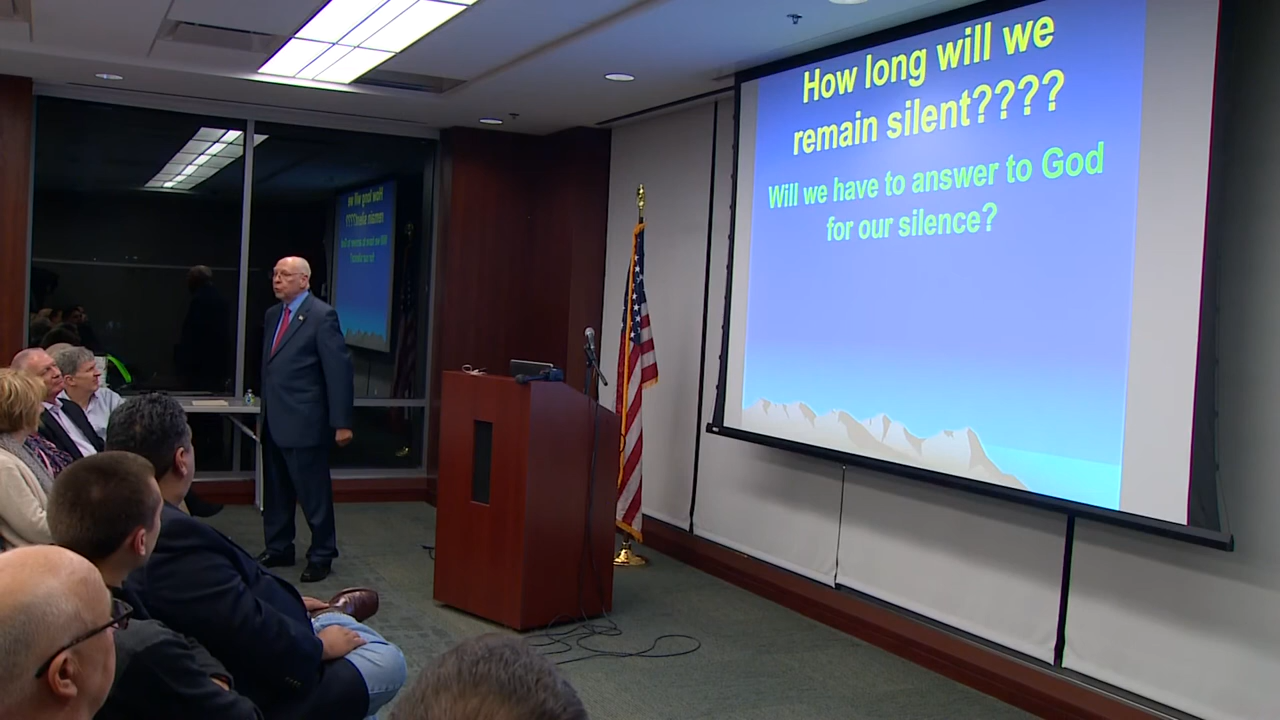 How long will we
remain silent????
Will we have to answer to God
for our silence?